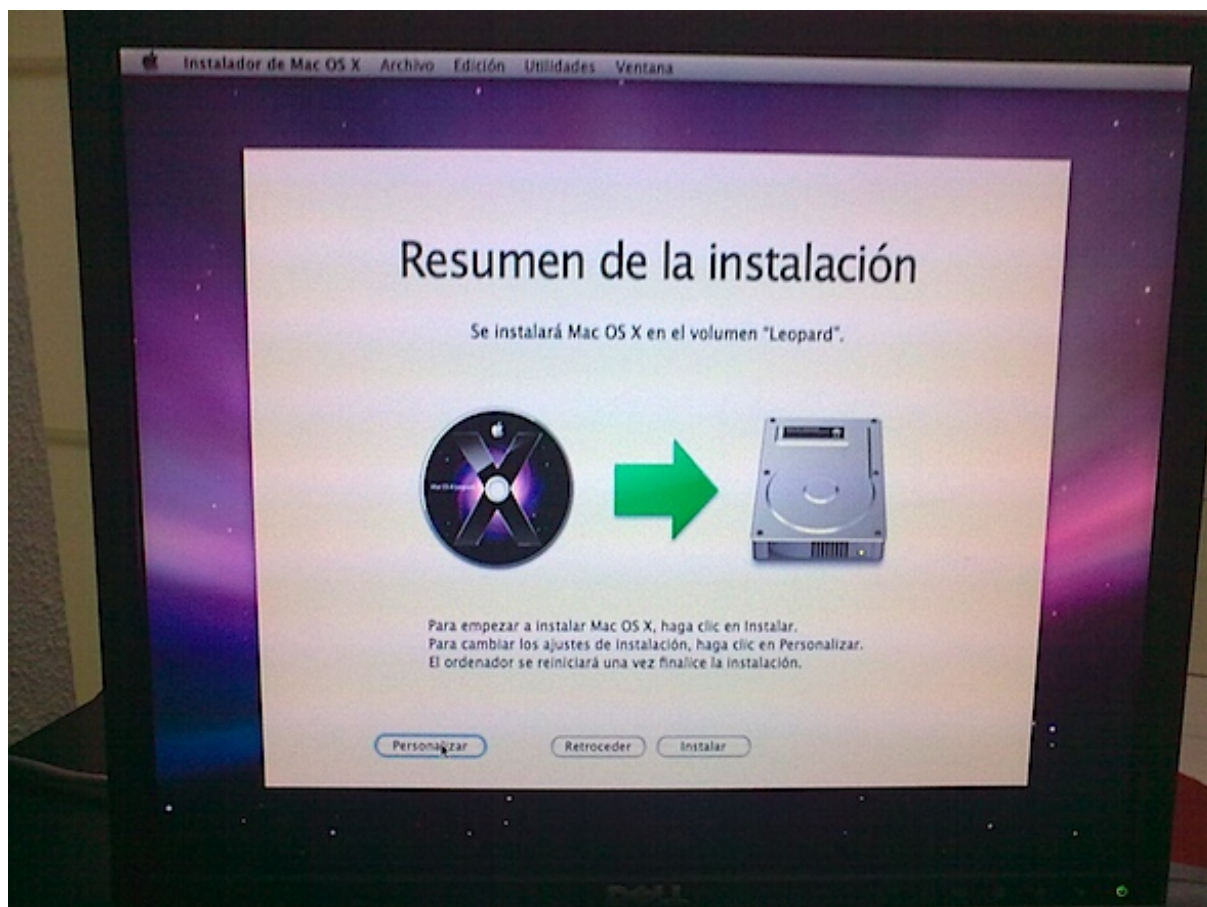 Instalador de Mac OS X Archivo Edición Utilidades Ventana
Resumen de la instalación
Se instalará Mac OS X en el volumen "Leopard".
Para empezar a instalar Mac OS X, haga clic en Instalar.
Para cambiar los ajustes de instalación, haga clic en Personalizar.
El ordenador se reiniciará una vez finalice la instalación.
Personalizar Retroceder Instalar
DELL